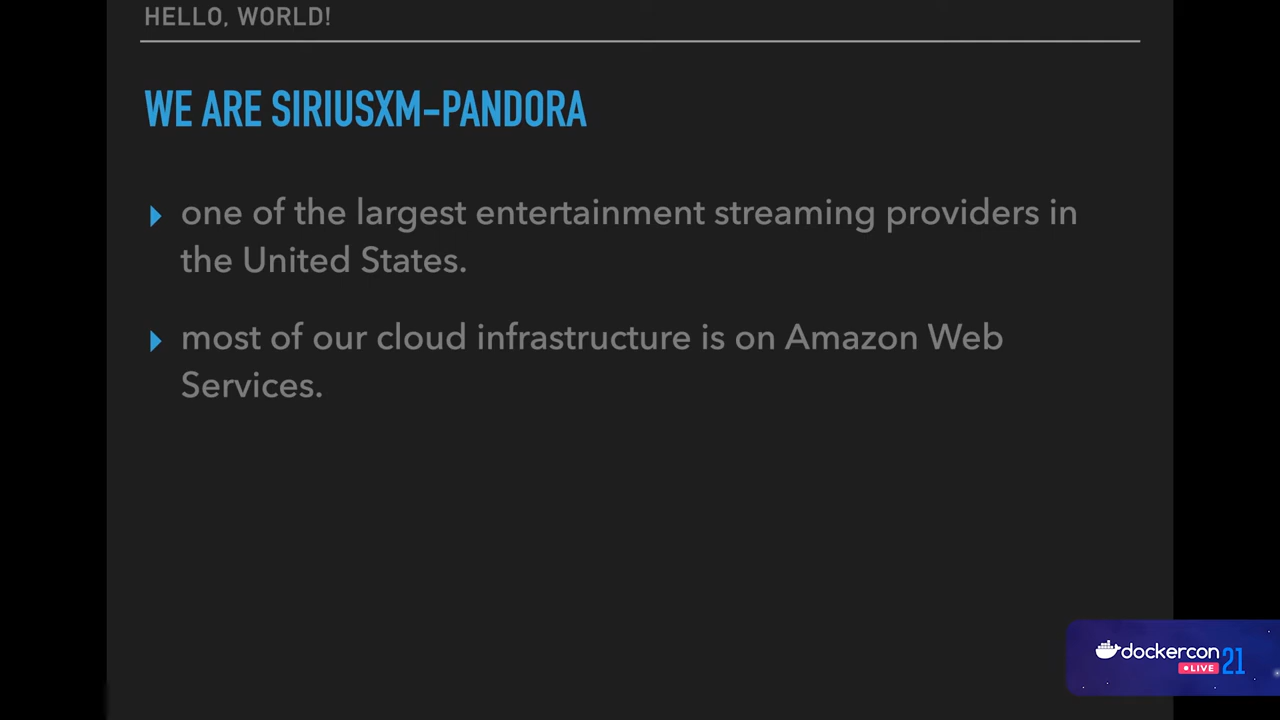 HELLO, WORLD!
WE ARE SIRIUSXM-PANDORA
one of the largest entertainment streaming providers in
the United States.
most of our cloud infrastructure is on Amazon Web
Services.
dockercon
LIVE 21